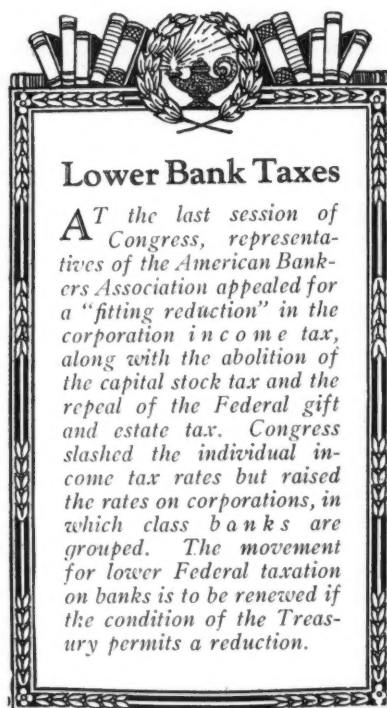 Lower Bank Taxes
AT the last session of
Congress, representa-
tives of the American Bank-
ers Association appealed for
a “fitting reduction” in the
corporation income tax,
along with the abolition of
the capital stock tax and the
repeal of the Federal gift
and estate tax. Congress
slashed the individual in-
come tax rates but raised
the rates on corporations, in
which class banks are
grouped. The movement
for lower Federal taxation
on banks is to be renewed if
the condition of the Treas-
ury permits a reduction.